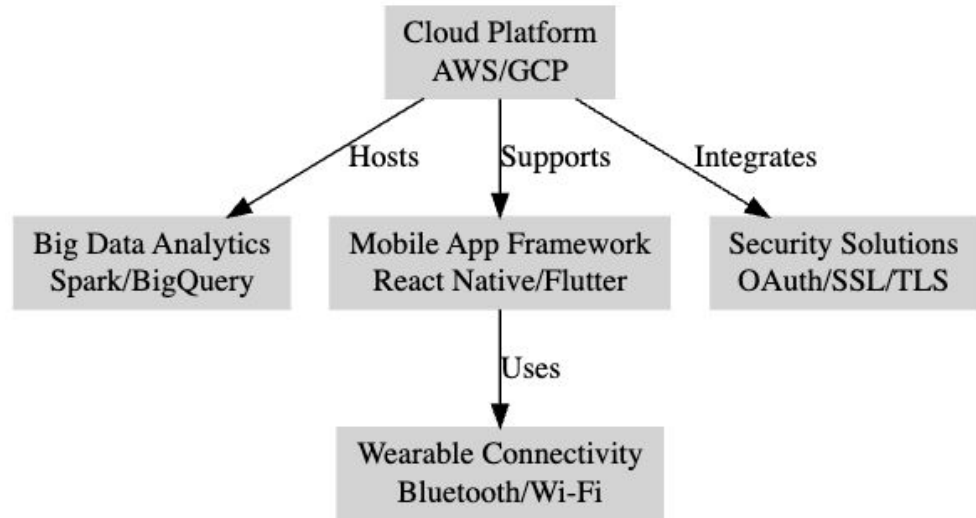 Cloud Platform
AWS/GCP
Hosts
Supports
Integrates
Big Data Analytics
Spark/BigQuery
Mobile App Framework
React Native/Flutter
Security Solutions
OAuth/SSL/TLS
Uses
Wearable Connectivity
Bluetooth/Wi-Fi